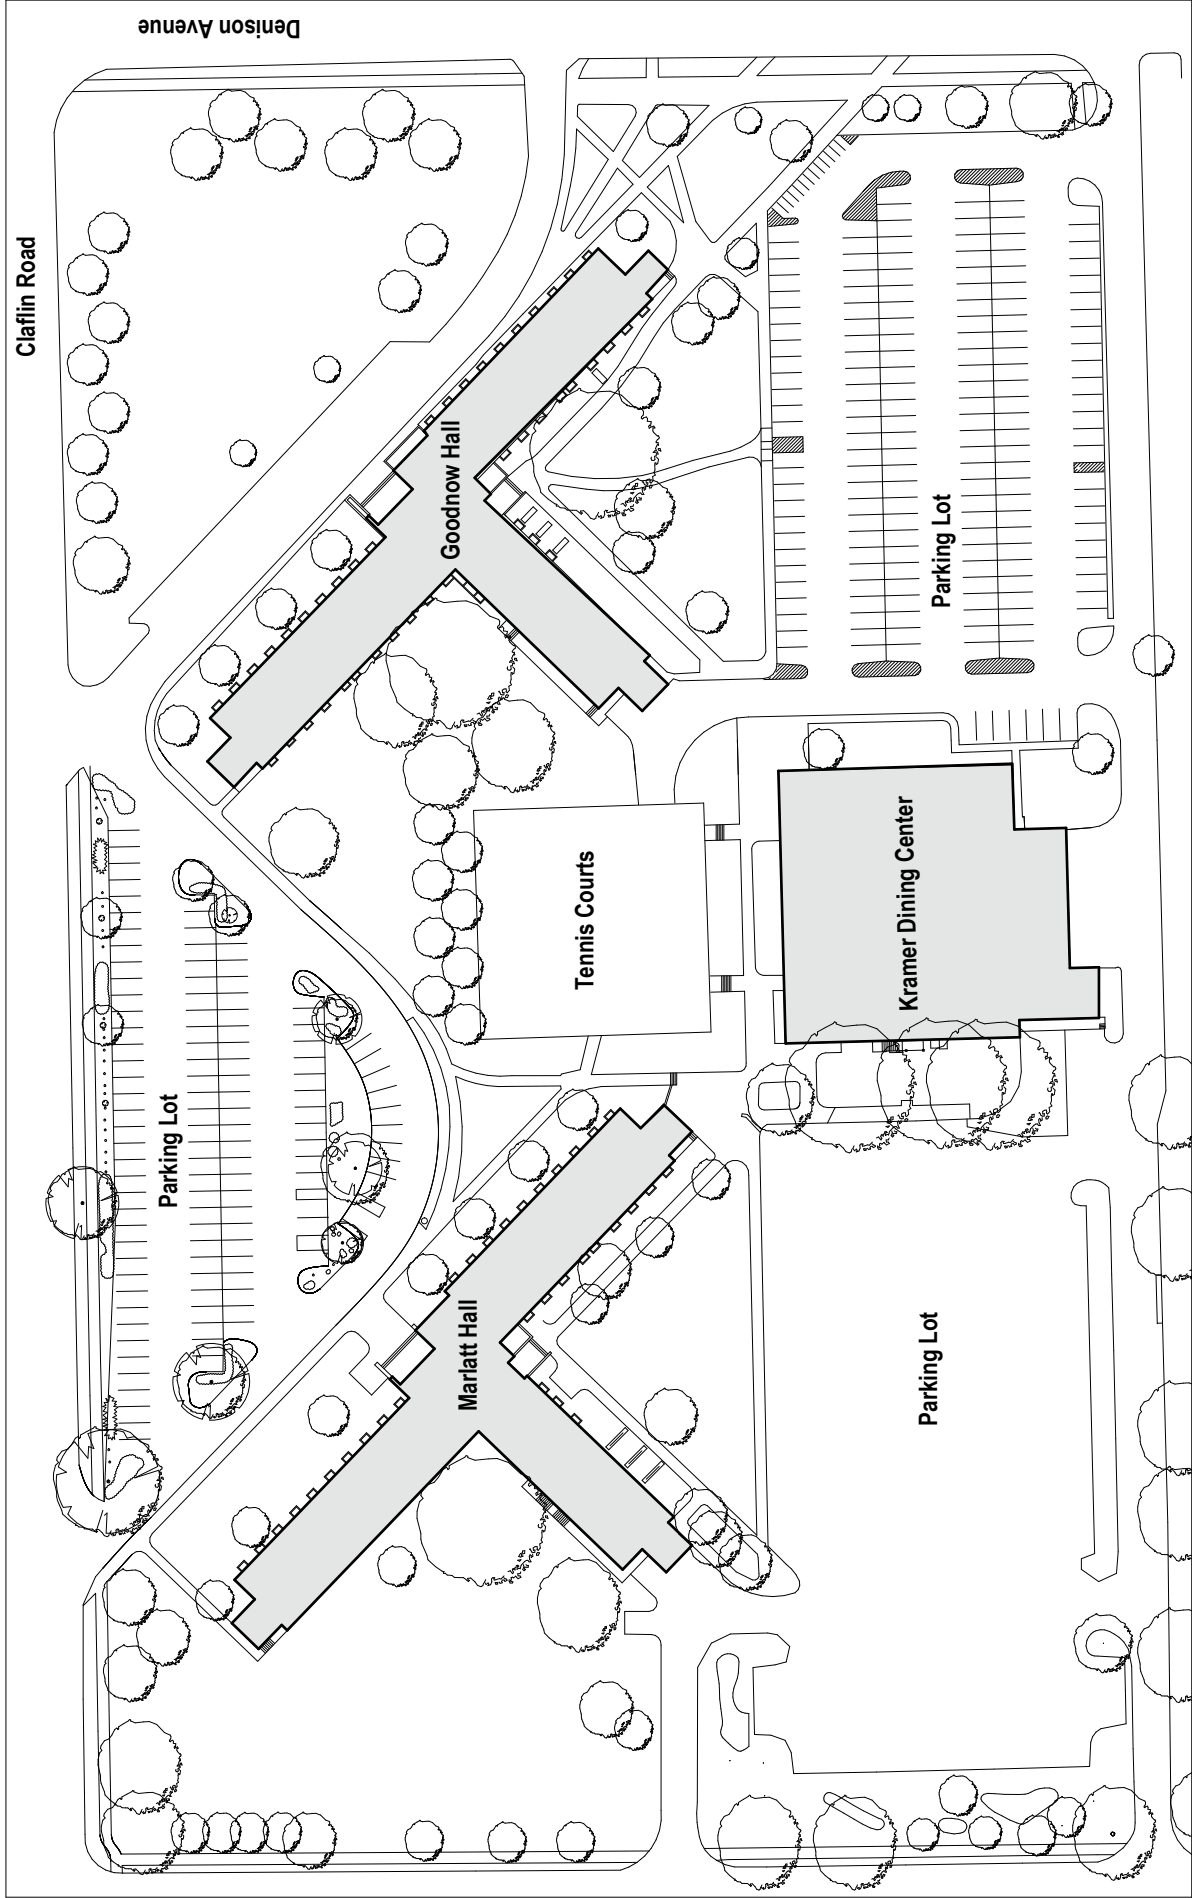 Denison Avenue
Claflin Road
Goodnow Hall
Parking Lot
Tennis Courts
Kramer Dining Center
Parking Lot
Marlatt Hall
Parking Lot